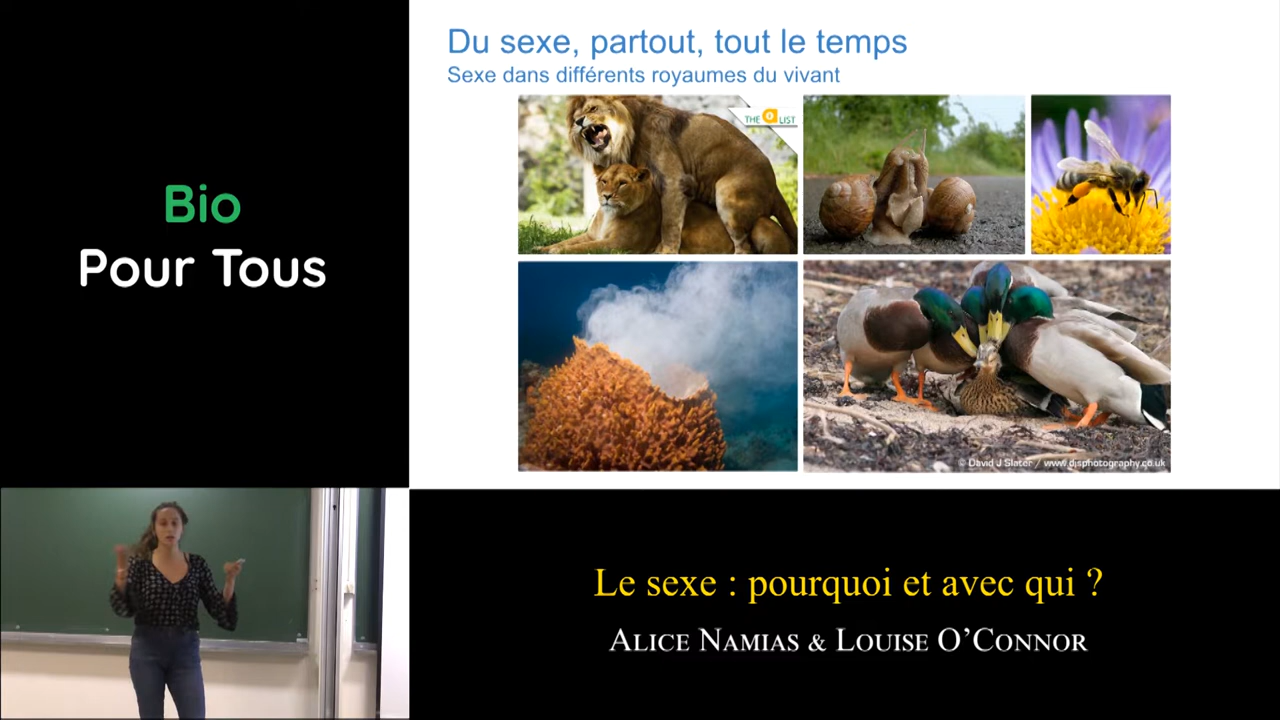 Bio
Pour Tous
Du sexe, partout, tout le temps
Sexe dans différents royaumes du vivant
THE a LIST
© David J Slater / www.djsphotography.co.uk
Le sexe : pourquoi et avec qui ?
ALICE NAMIAS & LOUISE O'CONNOR